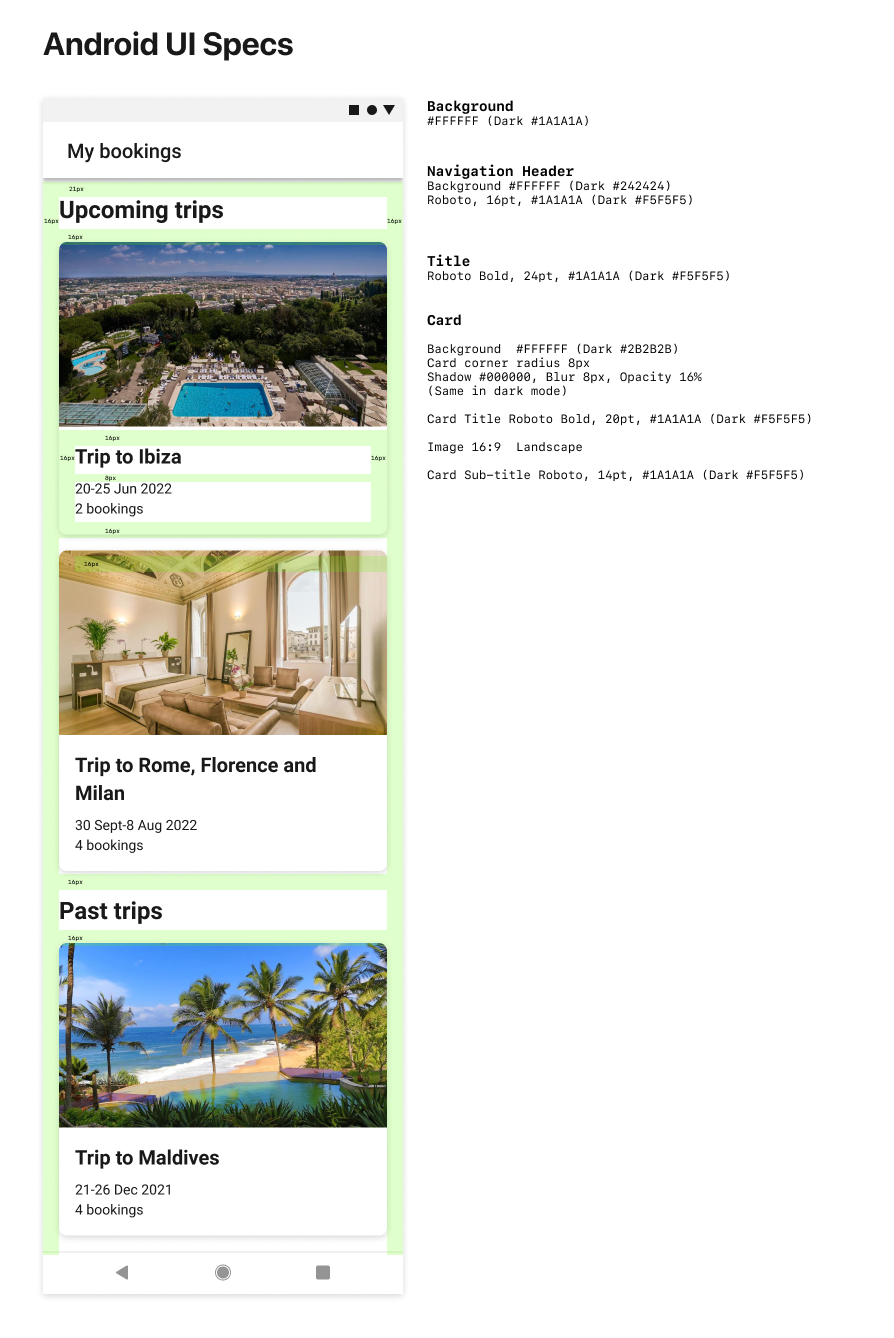 Android UI Specs
My bookings
21px
Upcoming trips
16px
16px
16px
16px
Trip to Ibiza
16px
16px
8px
20-25 Jun 2022
2 bookings
16px
16px
Trip to Rome, Florence and
Milan
30 Sept-8 Aug 2022
4 bookings
16px
Past trips
16px
Trip to Maldives
21-26 Dec 2021
4 bookings
Background
#FFFFFF (Dark #1A1A1A)
Navigation Header
Background #FFFFFF (Dark #242424)
Roboto, 16pt, #1A1A1A (Dark #F5F5F5)
Title
Roboto Bold, 24pt, #1A1A1A (Dark #F5F5F5)
Card
Background  #FFFFFF (Dark #2B2B2B)
Card corner radius 8px
Shadow #000000, Blur 8px, Opacity 16%
(Same in dark mode)
Card Title Roboto Bold, 20pt, #1A1A1A (Dark #F5F5F5)
Image 16:9  Landscape
Card Sub-title Roboto, 14pt, #1A1A1A (Dark #F5F5F5)